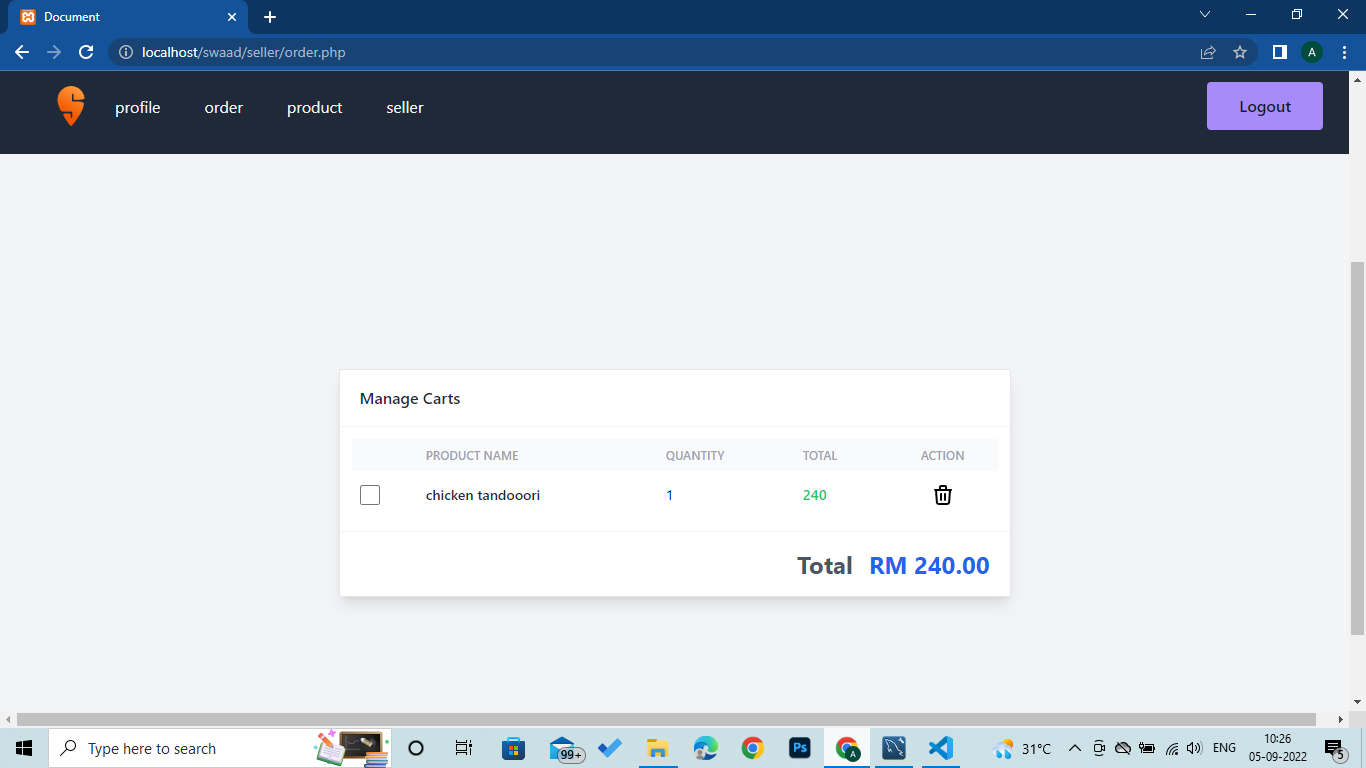 Document
localhost/swaad/seller/order.php
A
profile order product seller Logout
Manage Carts
PRODUCT NAME QUANTITY TOTAL ACTION
chicken tandooori 1 240
Total RM 240.00
Type here to search
99+
Ps
A
31°C
ENG
10:26
05-09-2022
5